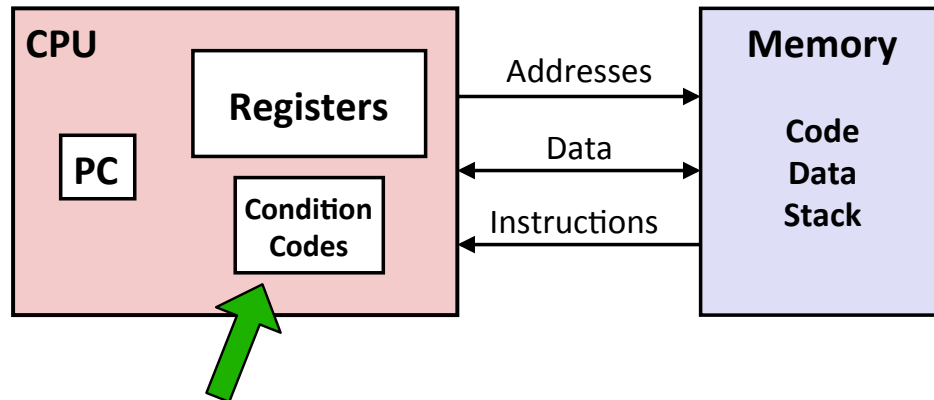 CPU
Registers
PC
Condition
Codes
Addresses
Data
Instructions
Memory
Code
Data
Stack